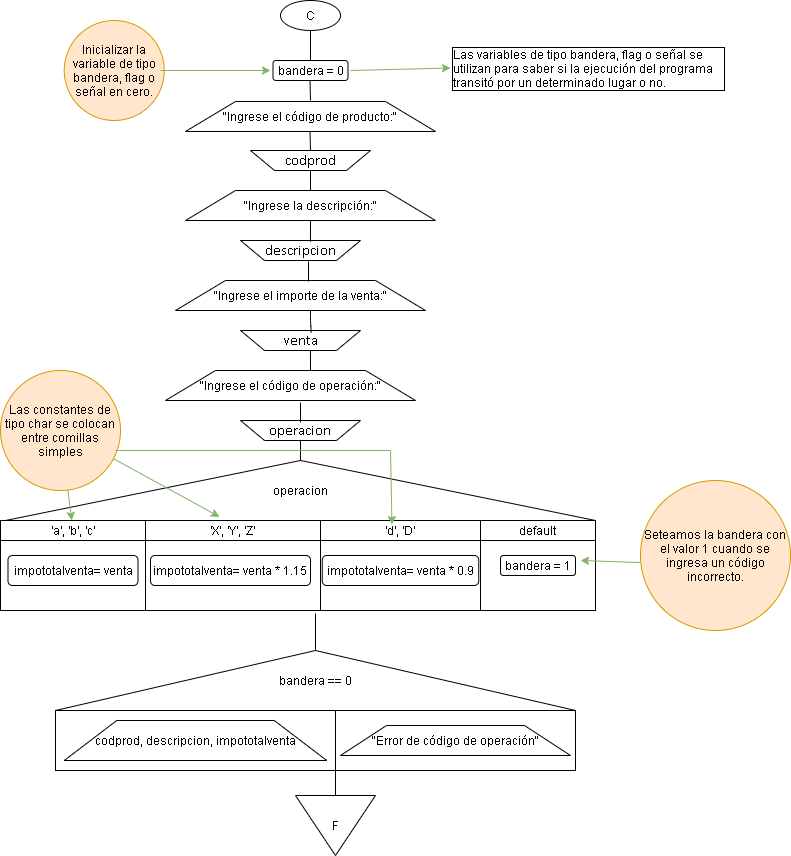 C
Inicializar la
variable de tipo
bandera, flag o
señal en cero.
bandera = 0
Las variables de tipo bandera, flag o señal se
utilizan para saber si la ejecución del programa
transitó por un determinado lugar o no.
"Ingrese el código de producto:"
codprod
"Ingrese la descripción:"
descripcion
"Ingrese el importe de la venta:"
venta
"Ingrese el código de operación:"
operacion
Las constantes de
tipo char se colocan
entre comillas
simples
operacion
'a', 'b', 'c'
'X', 'Y', 'Z'
'd', 'D'
default
impototalventa= venta
impototalventa= venta * 1.15
impototalventa= venta * 0.9
bandera = 1
Seteamos la bandera con
el valor 1 cuando se
ingresa un código
incorrecto.
bandera == 0
codprod, descripcion, impototalventa
"Error de código de operación"
F